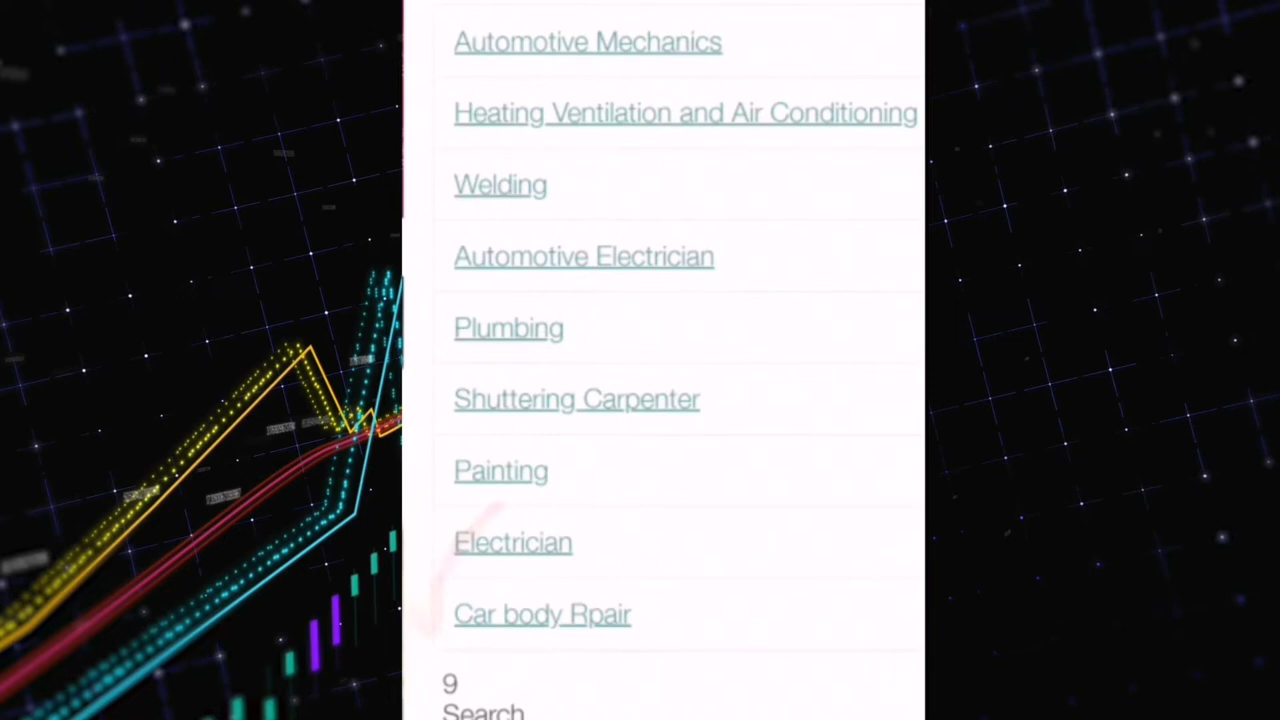 Automotive Mechanics
Heating Ventilation and Air Conditioning
Welding
Automotive Electrician
Plumbing
Shuttering Carpenter
Painting
Electrician
Car body Rpair
9
Search